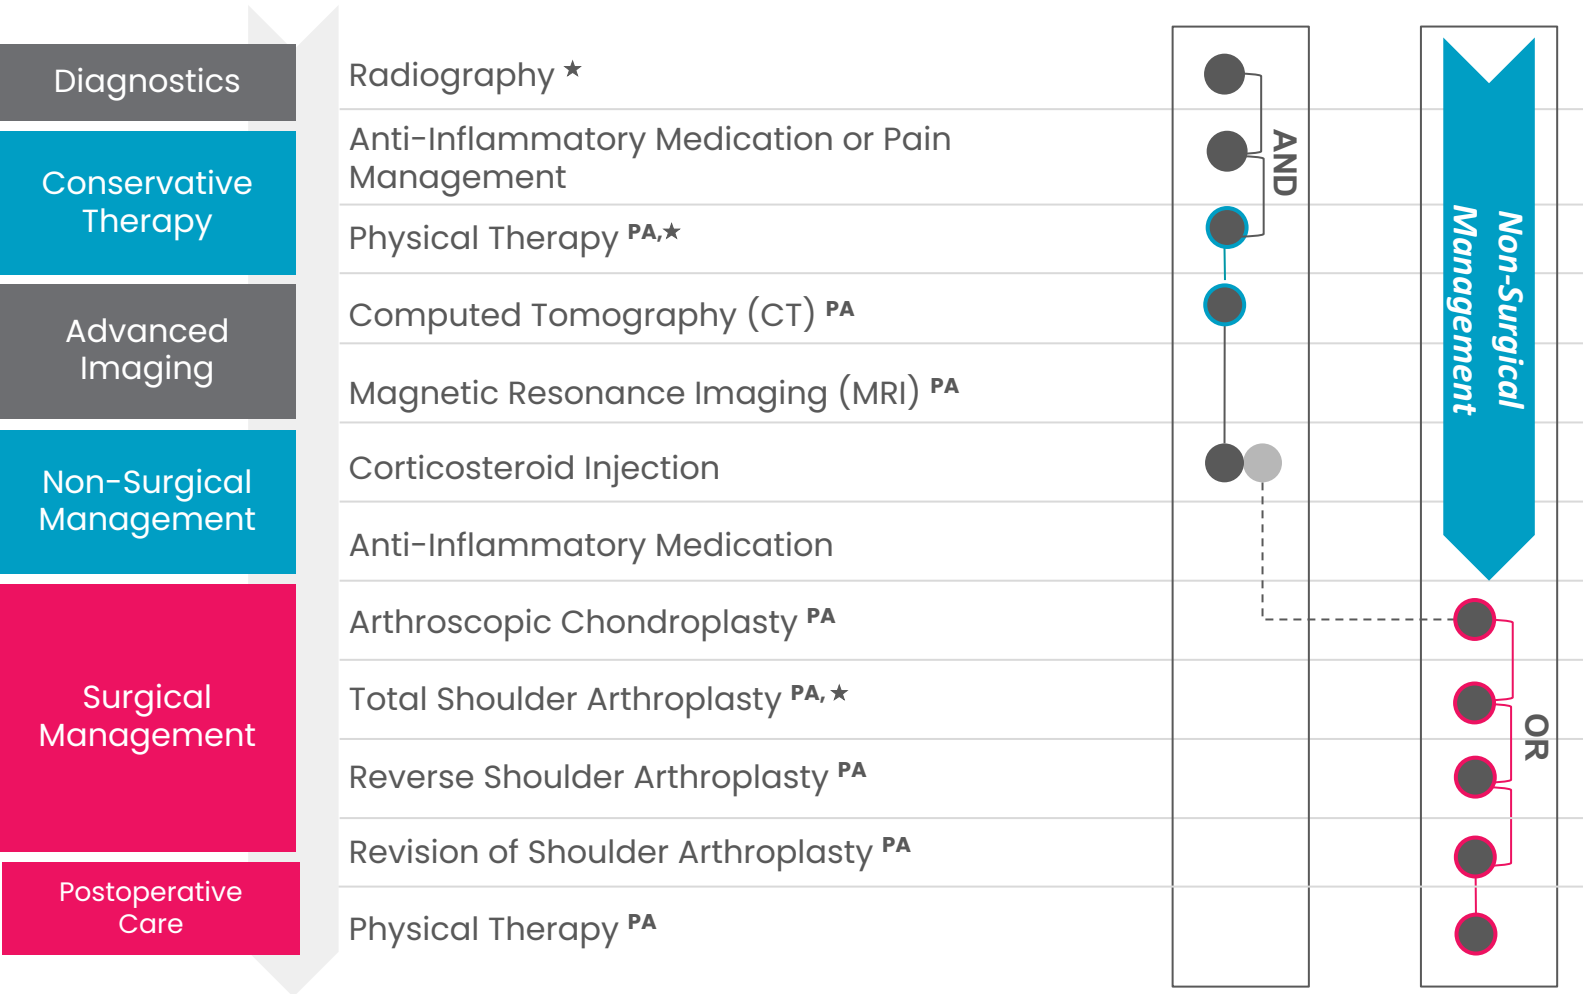 Diagnostics
Radiography ★
Conservative
Therapy
Anti-Inflammatory Medication or Pain
Management
Physical Therapy PA,★
Advanced
Imaging
Computed Tomography (CT) PA
Magnetic Resonance Imaging (MRI) PA
Non-Surgical
Management
Corticosteroid Injection
Anti-Inflammatory Medication
Surgical
Management
Arthroscopic Chondroplasty PA
Total Shoulder Arthroplasty PA,★
Reverse Shoulder Arthroplasty PA
Revision of Shoulder Arthroplasty PA
Postoperative
Care
Physical Therapy PA
AND
Non-Surgical
Management
OR